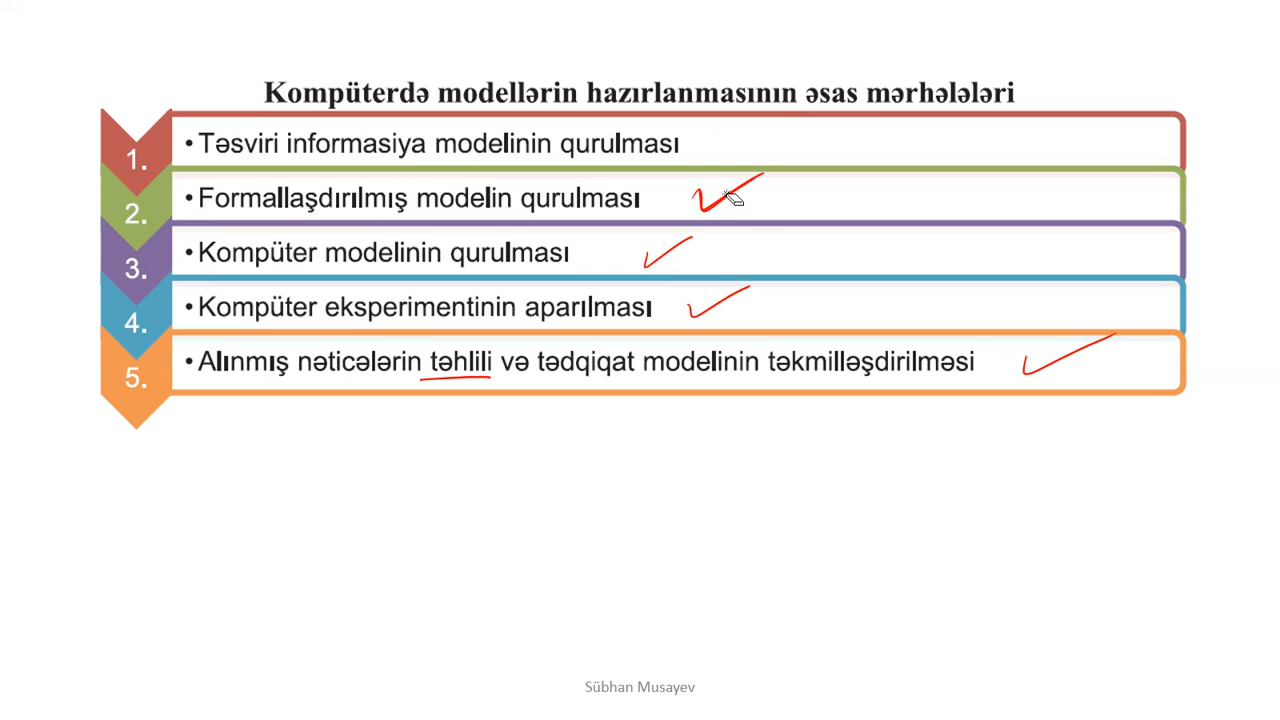 Kompüterdə modellərin hazırlanmasının əsas mərhələləri
1. • Təsviri informasiya modelinin qurulması
2. • Formallaşdırılmış modelin qurulması
3. • Kompüter modelinin qurulması
4. • Kompüter eksperimentinin aparılması
5. • Alınmış nəticələrin təhlili və tədqiqat modelinin təkmilləşdirilməsi
Sübhan Musayev